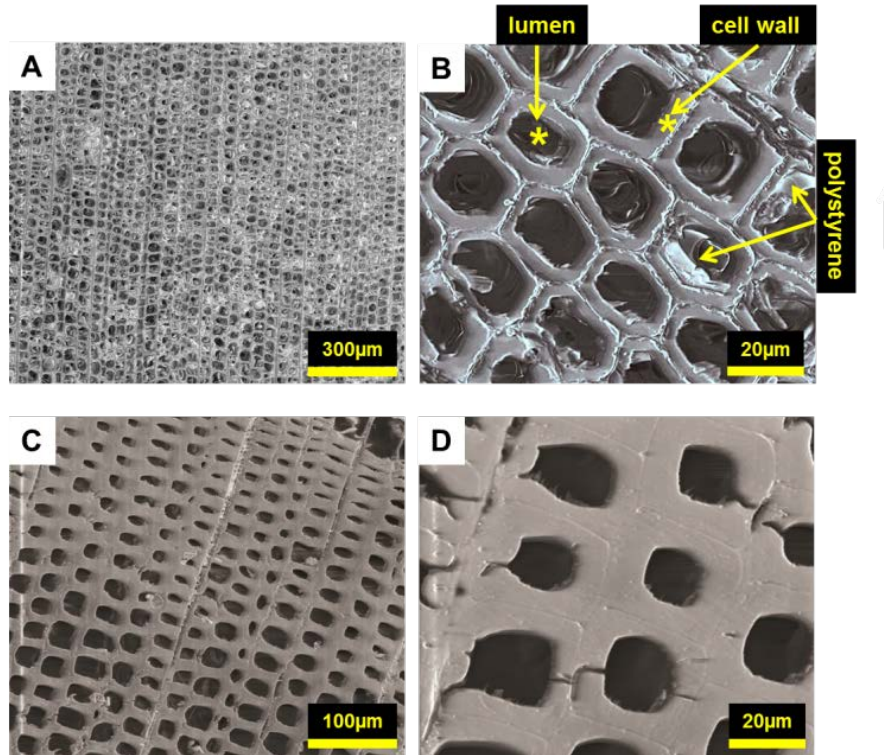 A
300µm
lumen
cell wall
B
*
*
polystyrene
20µm
C
100µm
D
20µm